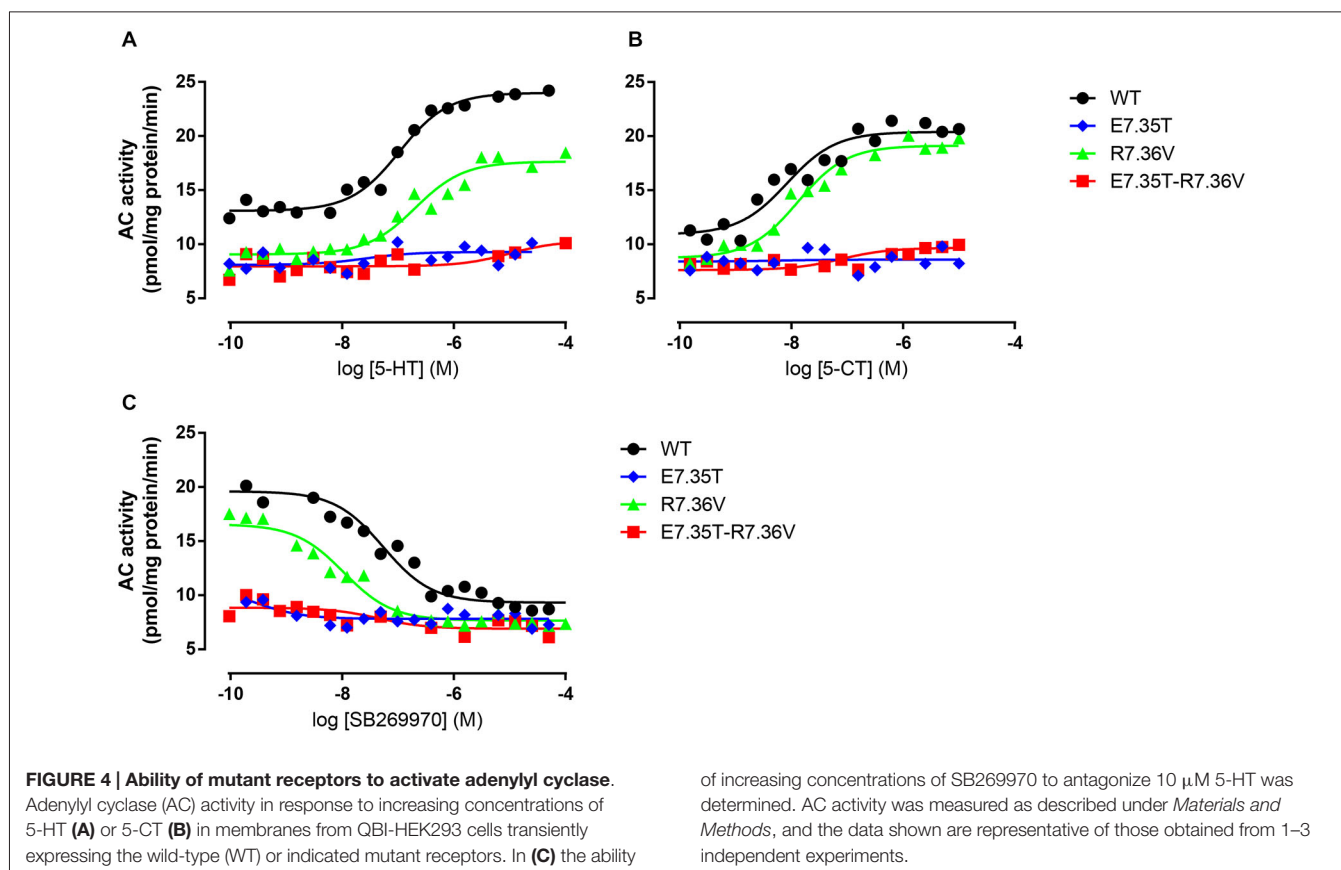 A
B
25
20
15
10
5
AC activity
(pmol/mg protein/min)
-10 -8 -6 -4
log [5-HT] (M)
25
20
15
10
5
AC activity
(pmol/mg protein/min)
-10 -8 -6 -4
log [5-CT] (M)
WT
E7.35T
R7.36V
E7.35T-R7.36V
C
25
20
15
10
5
AC activity
(pmol/mg protein/min)
-10 -8 -6 -4
log [SB269970] (M)
WT
E7.35T
R7.36V
E7.35T-R7.36V
FIGURE 4 | Ability of mutant receptors to activate adenylyl cyclase.
Adenylyl cyclase (AC) activity in response to increasing concentrations of
5-HT (A) or 5-CT (B) in membranes from QBI-HEK293 cells transiently
expressing the wild-type (WT) or indicated mutant receptors. In (C) the ability
of increasing concentrations of SB269970 to antagonize 10 μM 5-HT was
determined. AC activity was measured as described under Materials and
Methods, and the data shown are representative of those obtained from 1–3
independent experiments.